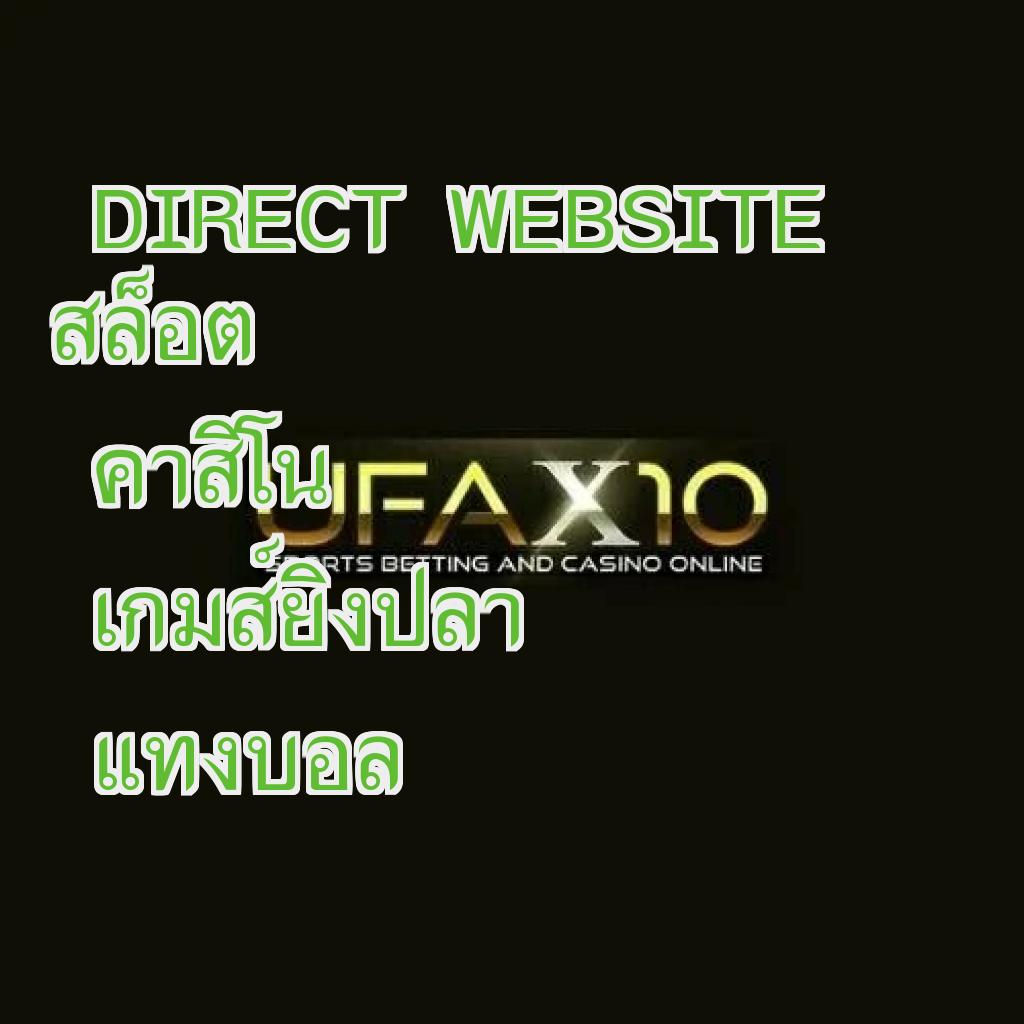 DIRECT WEBSITE
สล็อต
คาสิโน
UFAX10
SPORTS BETTING AND CASINO ONLINE
เกมส์ยิงปลา
แทงบอล